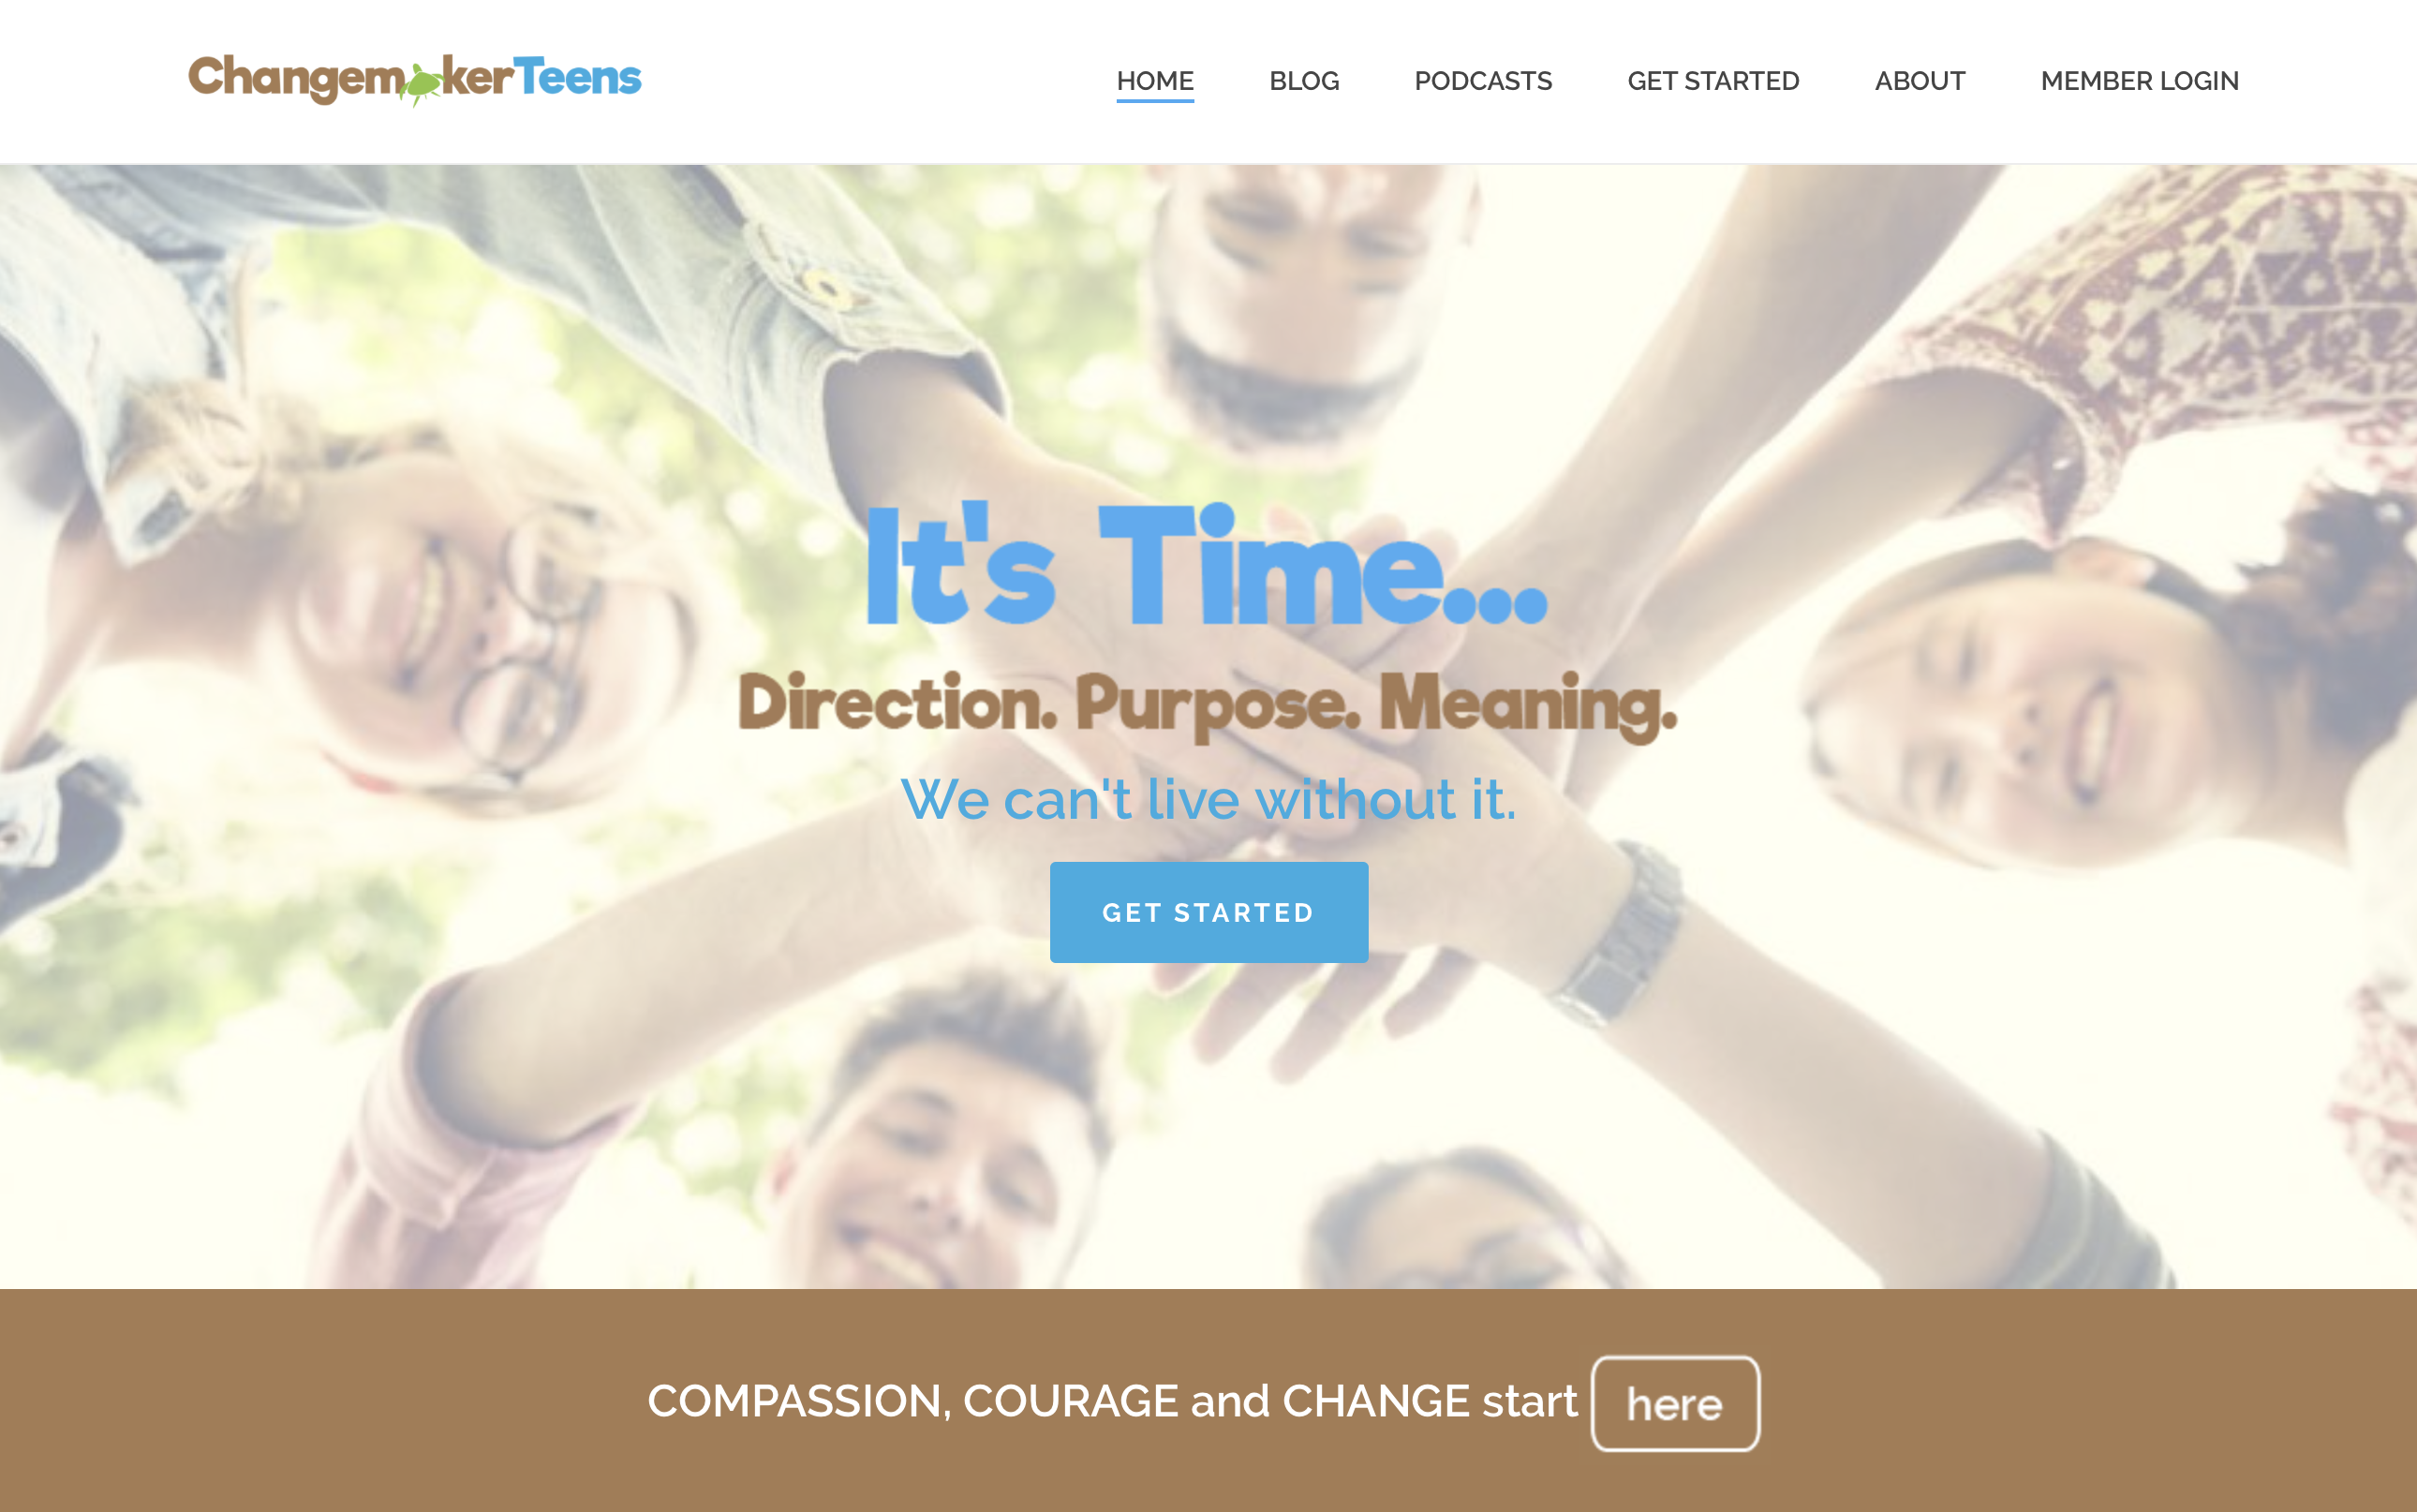 ChangemakerTeens
HOME BLOG PODCASTS GET STARTED ABOUT MEMBER LOGIN
It's Time...
Direction. Purpose. Meaning.
We can't live without it.
GET STARTED
COMPASSION, COURAGE and CHANGE start here